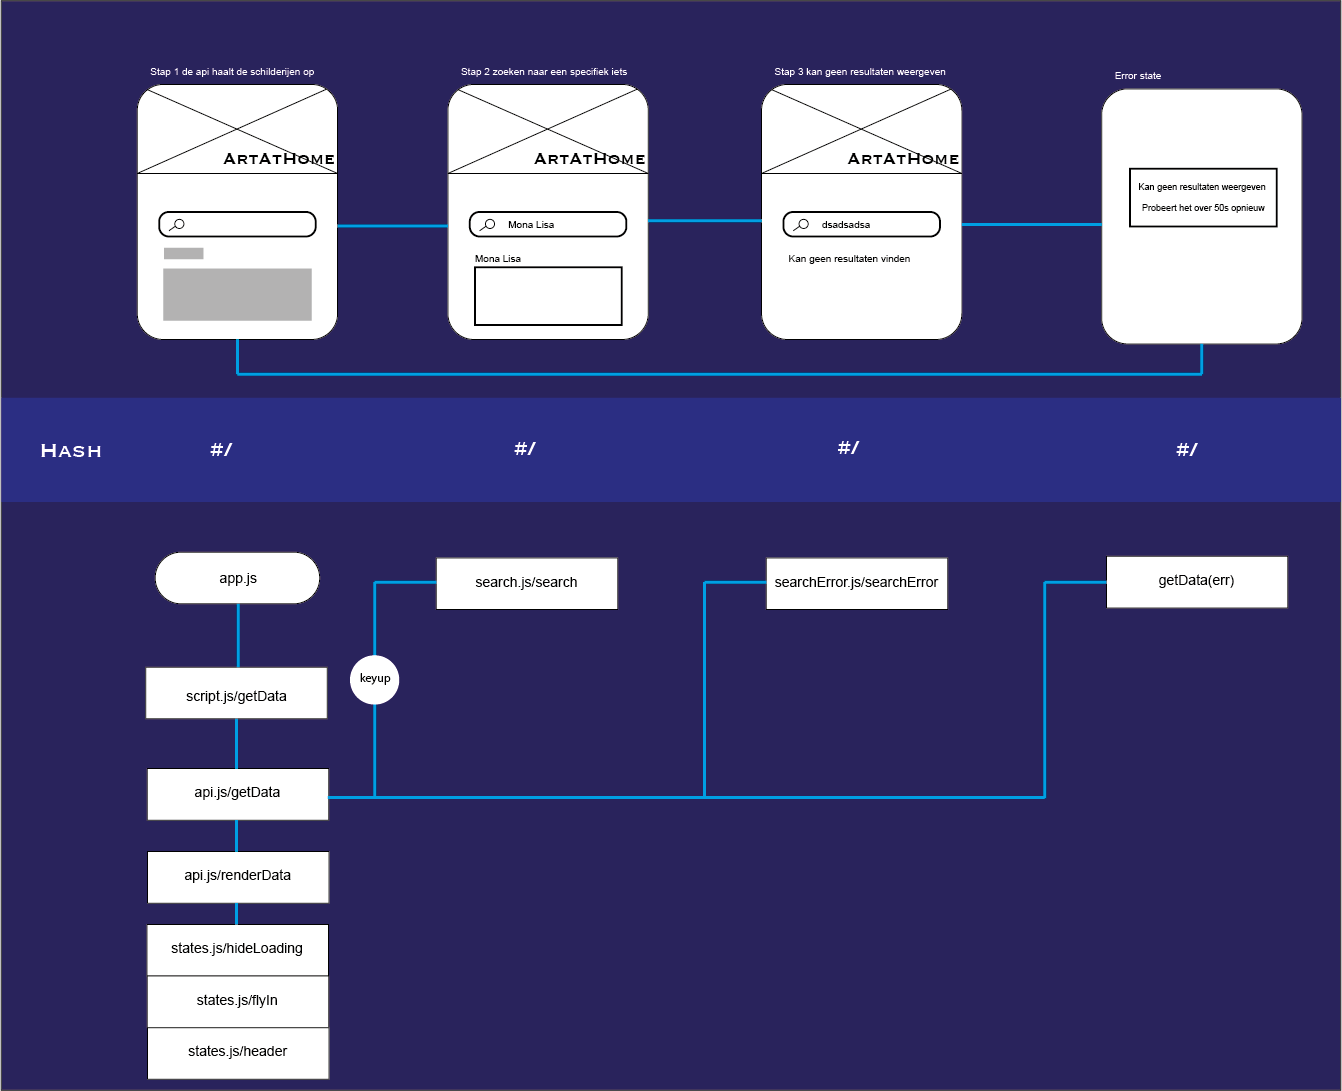 Stap 1 de api haalt de schilderijen op
Stap 2 zoeken naar een specifiek iets
Stap 3 kan geen resultaten weergeven
Error state
ArtAtHome
ArtAtHome
ArtAtHome
Kan geen resultaten weergeven
Probeert het over 50s opnieuw
Mona Lisa
dsadsadsa
Mona Lisa
Kan geen resultaten vinden
Hash
#/
#/
#/
#/
app.js
search.js/search
searchError.js/searchError
getData(err)
keyup
script.js/getData
api.js/getData
api.js/renderData
states.js/hideLoading
states.js/flyIn
states.js/header